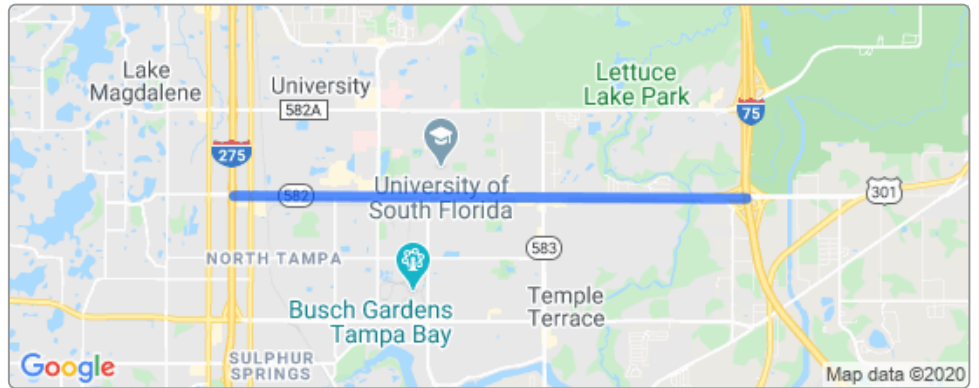 Lake
Magdalene
University
582A
Lettuce
Lake Park
75
275
582
University of
South Florida
301
NORTH TAMPA
583
Busch Gardens
Tampa Bay
Temple
Terrace
SULPHUR
SPRINGS
Google
Map data ©2020